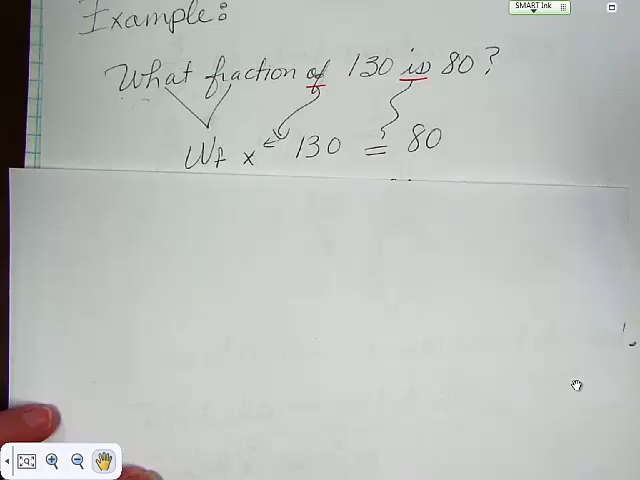 SMART Ink
Example:
What fraction of 130 is 80?
Wf x 130 = 80